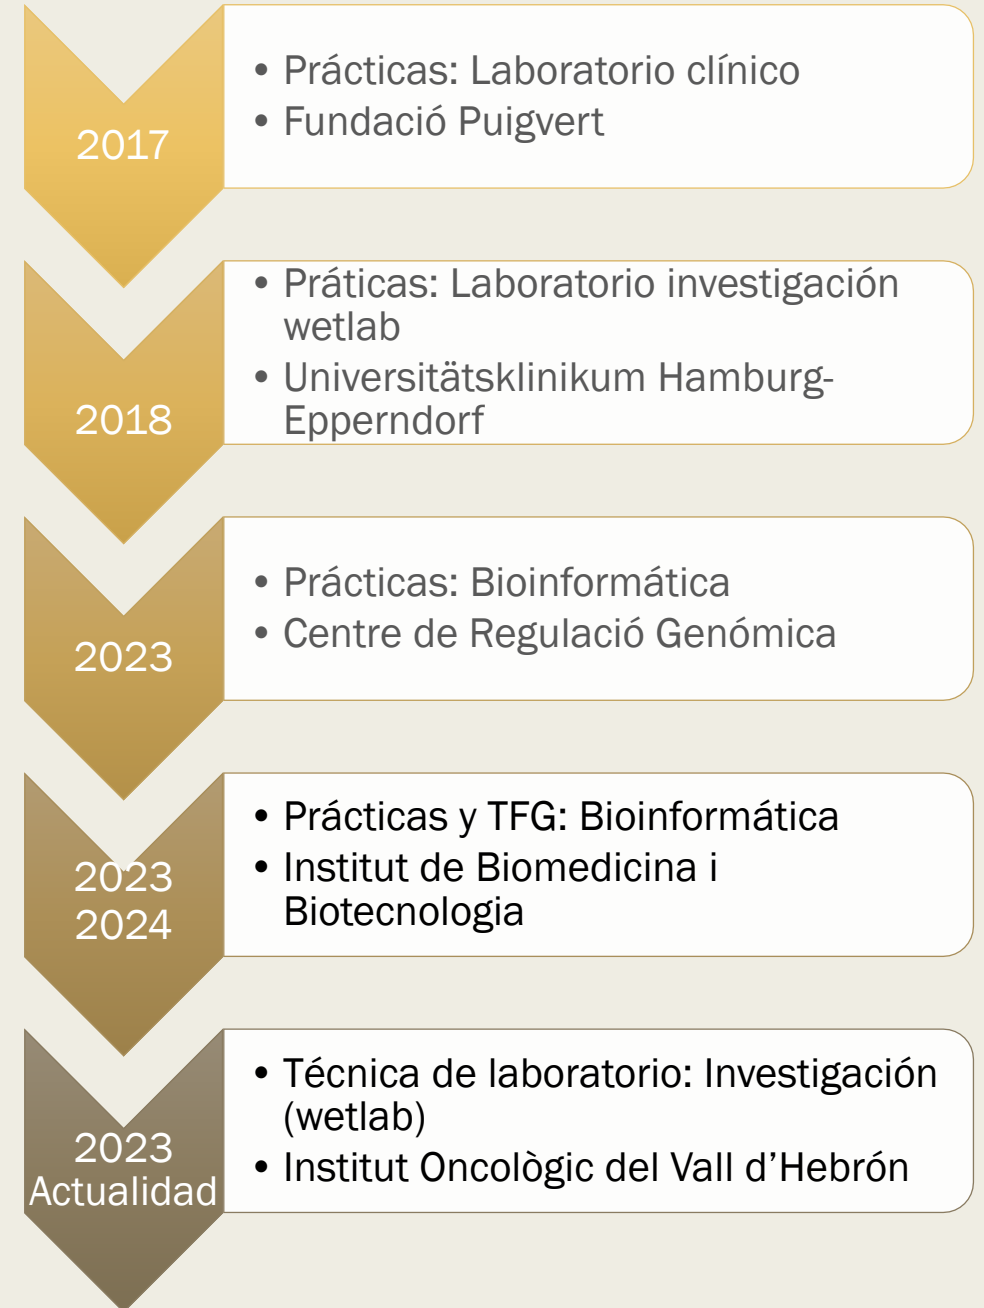 2017
• Prácticas: Laboratorio clínico
• Fundació Puigvert
2018
• Práticas: Laboratorio investigación
wetlab
• Universitätsklinikum Hamburg-
Epperndorf
2023
• Prácticas: Bioinformática
• Centre de Regulació Genómica
2023
2024
• Prácticas y TFG: Bioinformática
• Institut de Biomedicina i
Biotecnologia
2023
Actualidad
• Técnica de laboratorio: Investigación
(wetlab)
• Institut Oncològic del Vall d’Hebrón